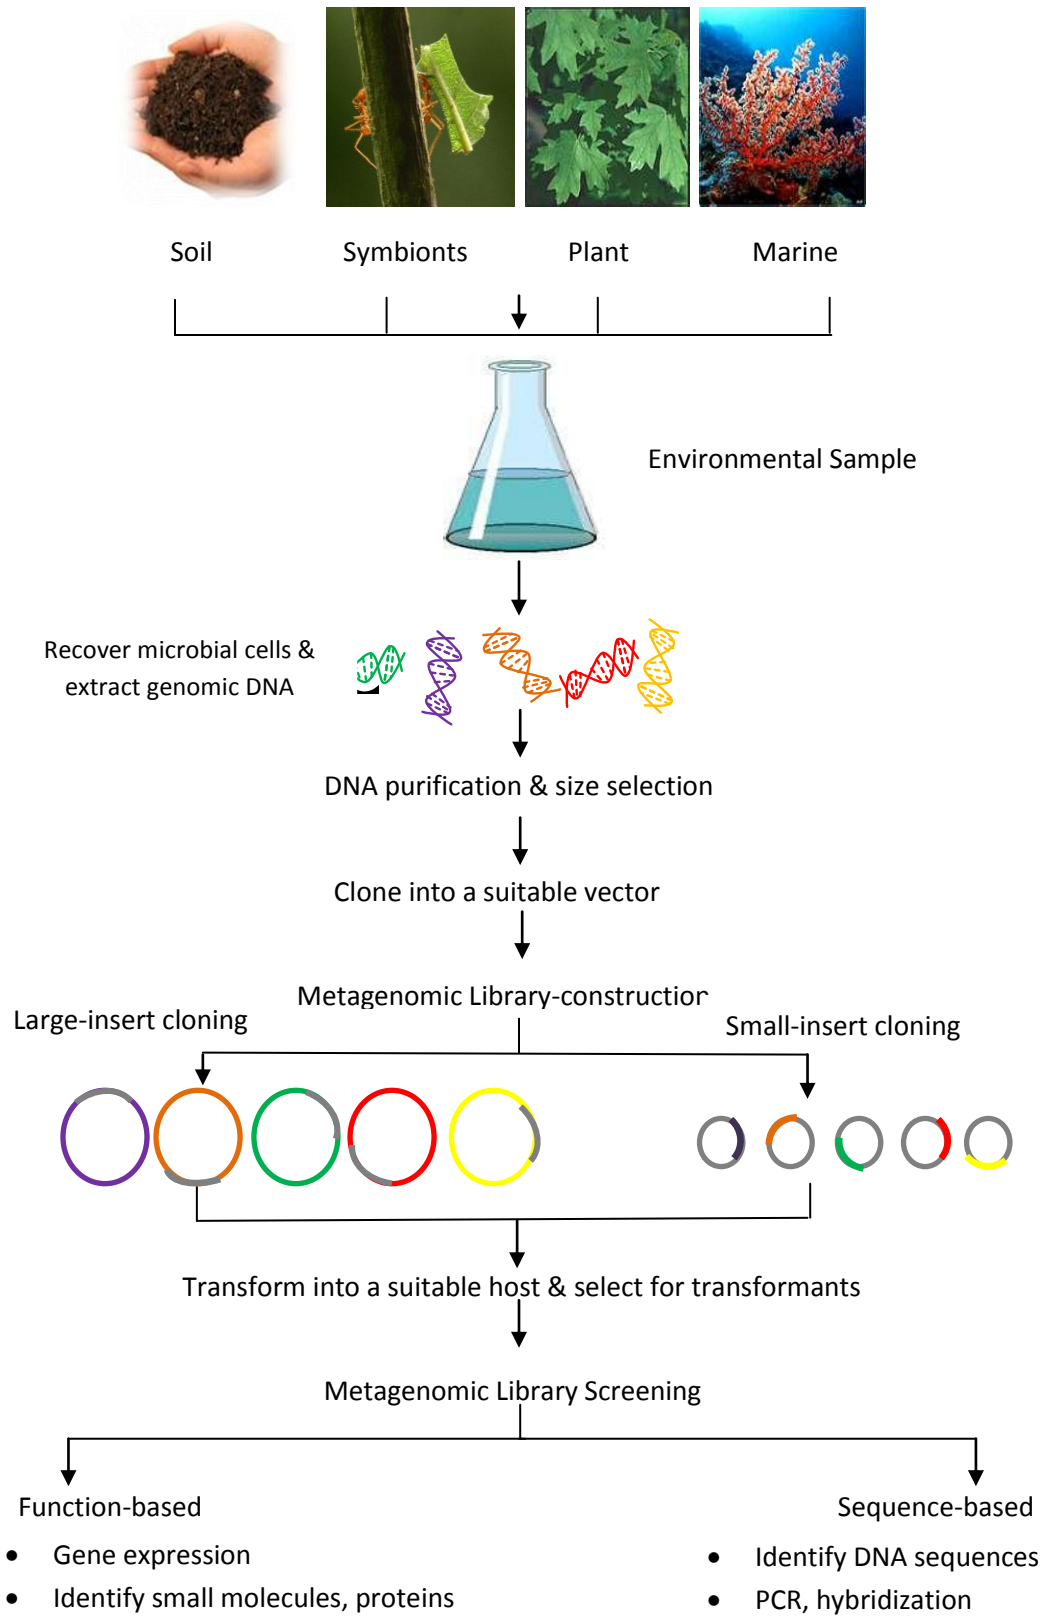 Soil
Symbionts
Plant
Marine
Environmental Sample
Recover microbial cells &
extract genomic DNA
DNA purification & size selection
Clone into a suitable vector
Metagenomic Library-construction
Large-insert cloning
Small-insert cloning
Transform into a suitable host & select for transformants
Metagenomic Library Screening
Function-based
• Gene expression
• Identify small molecules, proteins
Sequence-based
• Identify DNA sequences
• PCR, hybridization